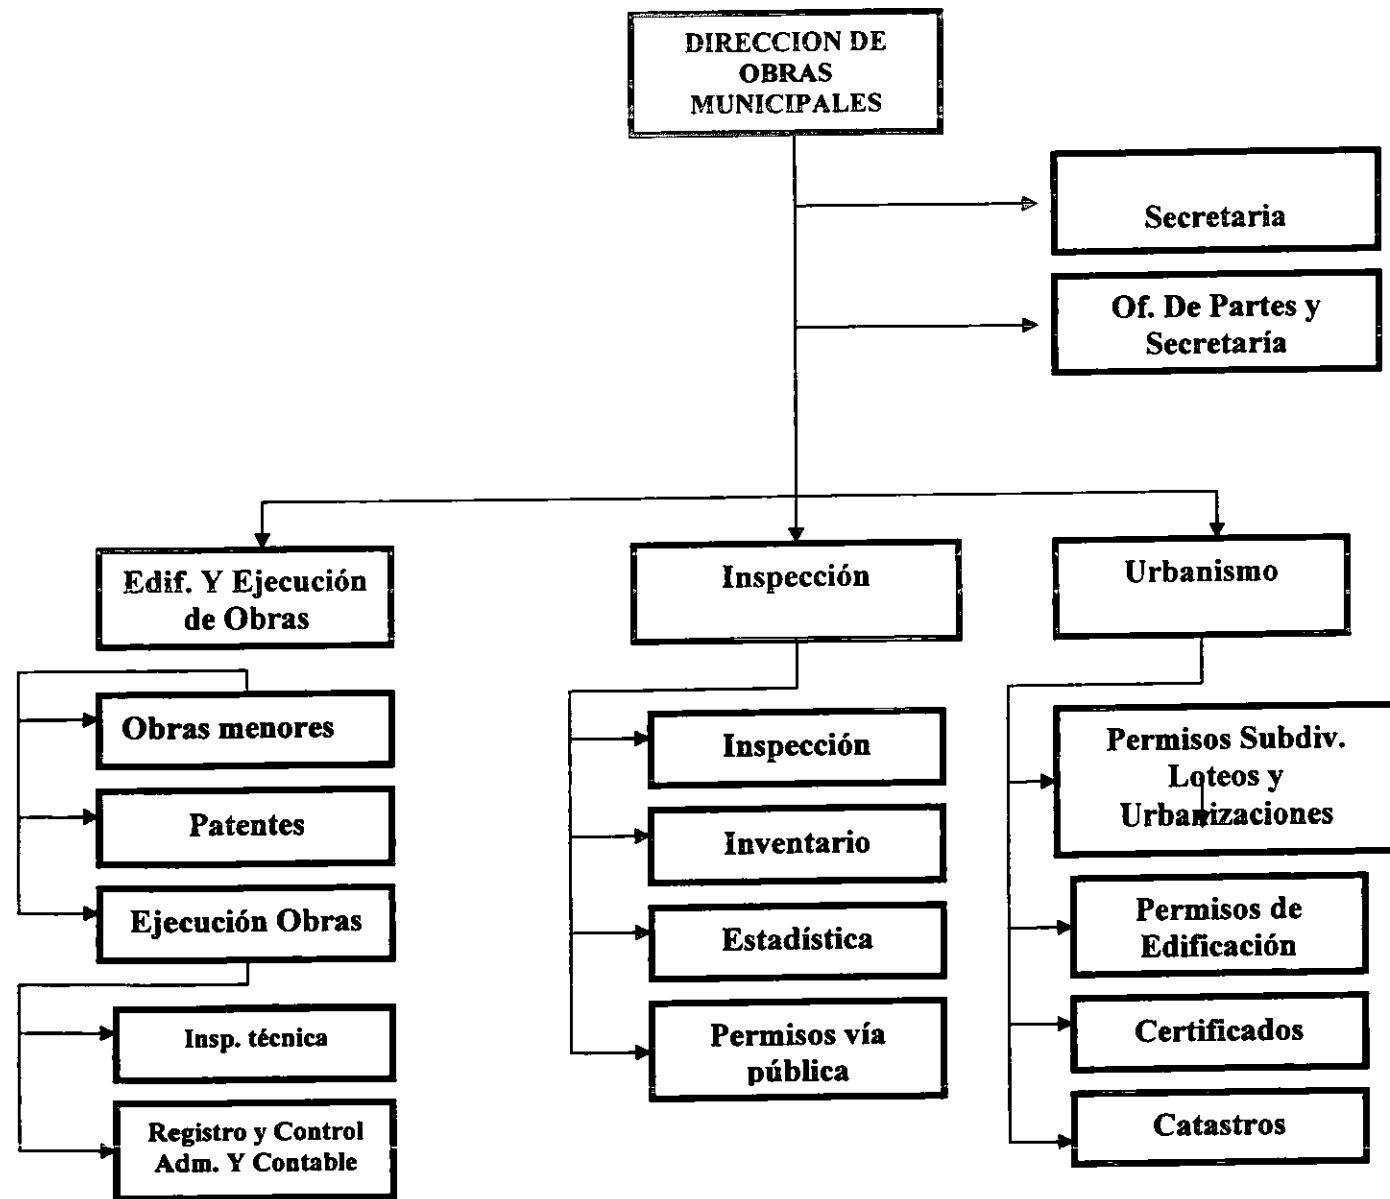 DIRECCION DE
OBRAS
MUNICIPALES
Secretaria
Of. De Partes y
Secretaría
Edif. Y Ejecución
de Obras
Obras menores
Patentes
Ejecución Obras
Insp. técnica
Registro y Control
Adm. Y Contable
Inspección
Inspección
Inventario
Estadística
Permisos vía
pública
Urbanismo
Permisos Subdiv.
Loteos y
Urbanizaciones
Permisos de
Edificación
Certificados
Catastros